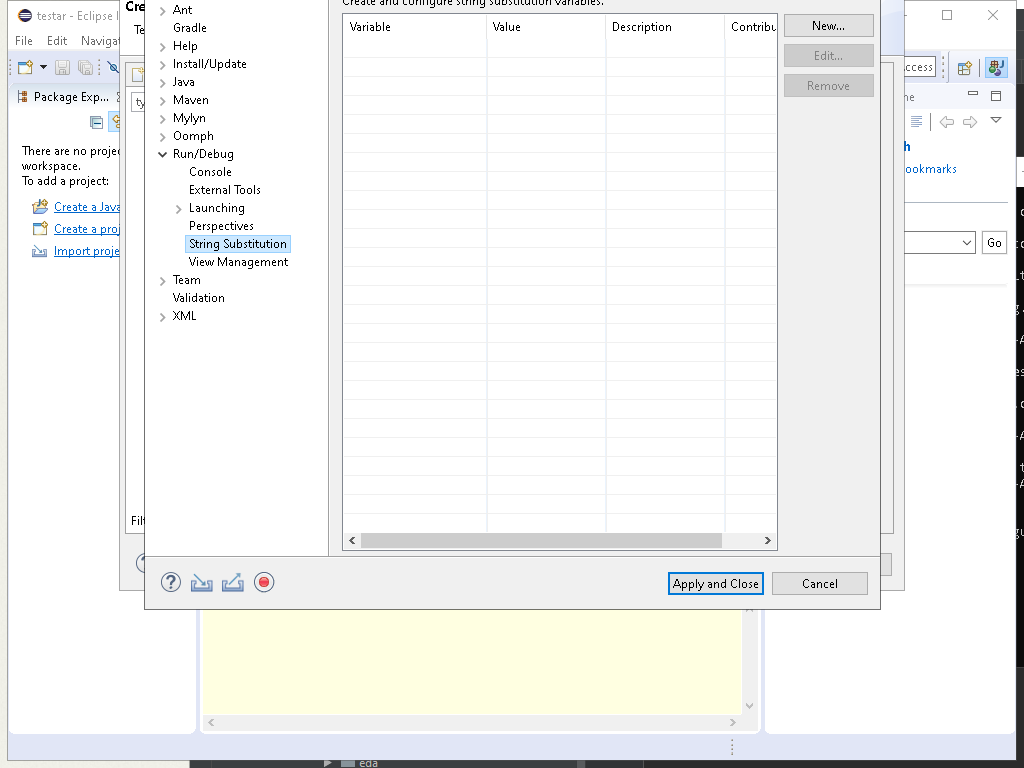 testar - Eclipse I
File Edit Navigat
Package Exp...
There are no projec
workspace.
To add a project:
Create a Java
Create a proj
Import proje
Cre
Te
ty
Filt
Create and configure string substitution variables.
Ant
Gradle
Help
Install/Update
Java
Maven
Mylyn
Oomph
Run/Debug
Console
External Tools
Launching
Perspectives
String Substitution
View Management
Team
Validation
XML
Variable Value Description Contribu
New...
Edit...
Remove
Apply and Close Cancel
ccess
ne
h
ookmarks
Go
eda